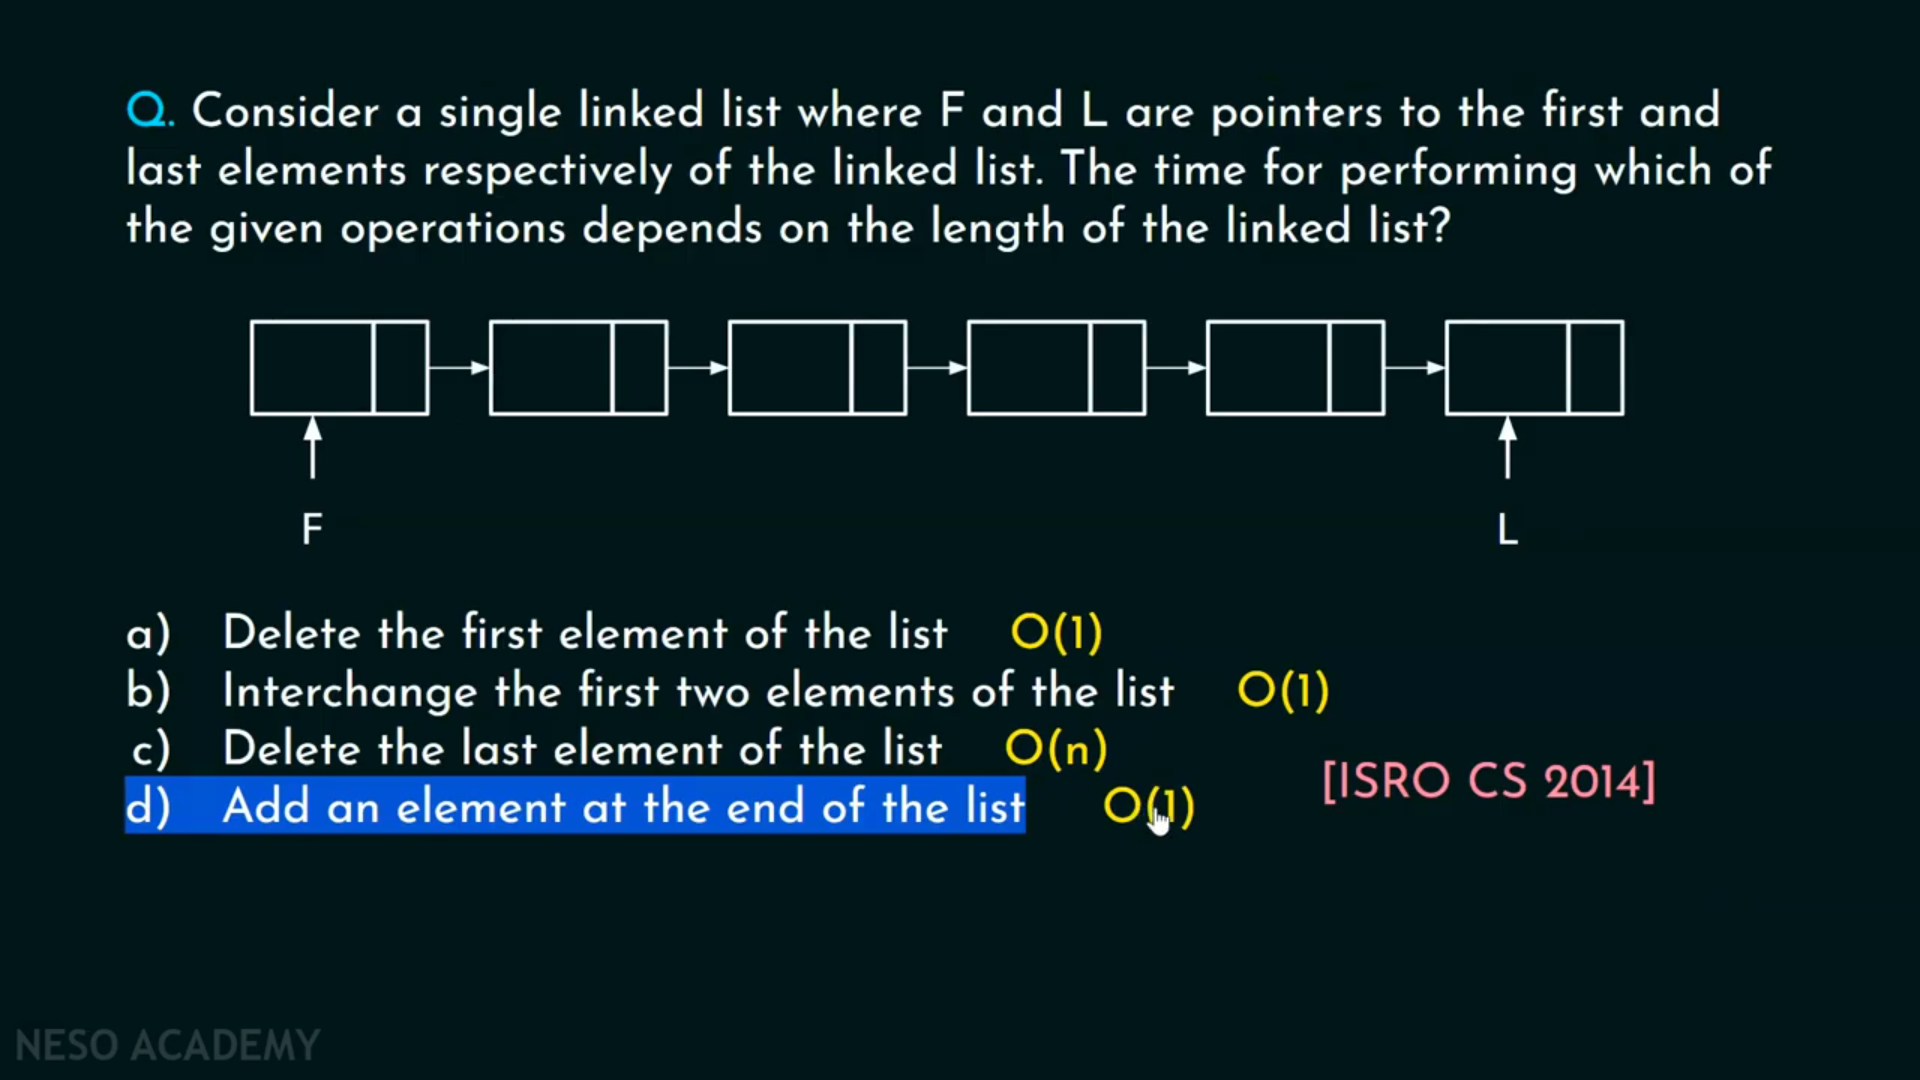 Q. Consider a single linked list where F and L are pointers to the first and
last elements respectively of the linked list. The time for performing which of
the given operations depends on the length of the linked list?
F
L
a) Delete the first element of the list O(1)
b) Interchange the first two elements of the list O(1)
c) Delete the last element of the list O(n)
d) Add an element at the end of the list O(1)
[ISRO CS 2014]
NESO ACADEMY